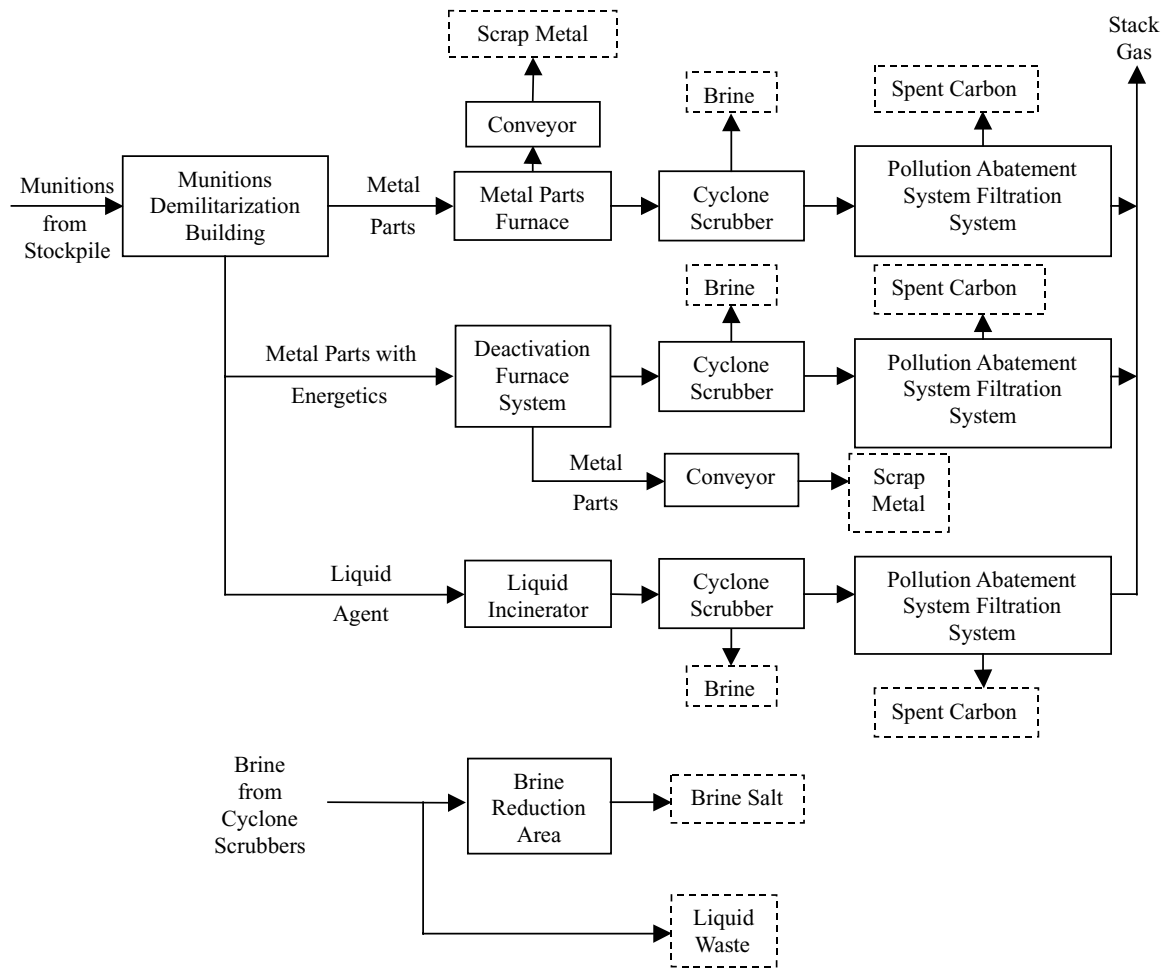 Scrap Metal
Stack
Gas
Brine
Spent Carbon
Conveyor
Munitions
from
Stockpile
Munitions
Demilitarization
Building
Metal
Parts
Metal Parts
Furnace
Cyclone
Scrubber
Pollution Abatement
System Filtration
System
Brine
Spent Carbon
Metal Parts with
Energetics
Deactivation
Furnace
System
Cyclone
Scrubber
Pollution Abatement
System Filtration
System
Metal
Parts
Conveyor
Scrap
Metal
Liquid
Agent
Liquid
Incinerator
Cyclone
Scrubber
Pollution Abatement
System Filtration
System
Brine
Spent Carbon
Brine
from
Cyclone
Scrubbers
Brine
Reduction
Area
Brine Salt
Liquid
Waste